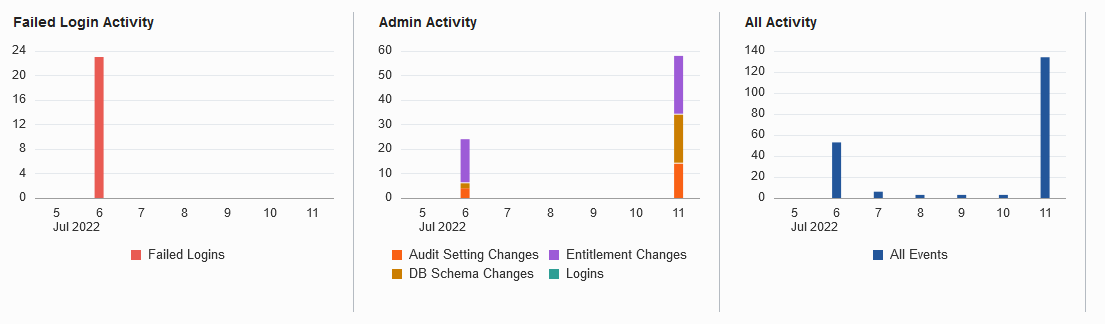 Failed Login Activity
24
20
16
12
8
4
0
5 6 7 8 9 10 11
Jul 2022
Failed Logins
Admin Activity
60
50
40
30
20
10
0
5 6 7 8 9 10 11
Jul 2022
Audit Setting Changes Entitlement Changes
DB Schema Changes Logins
All Activity
140
120
100
80
60
40
20
0
5 6 7 8 9 10 11
Jul 2022
All Events